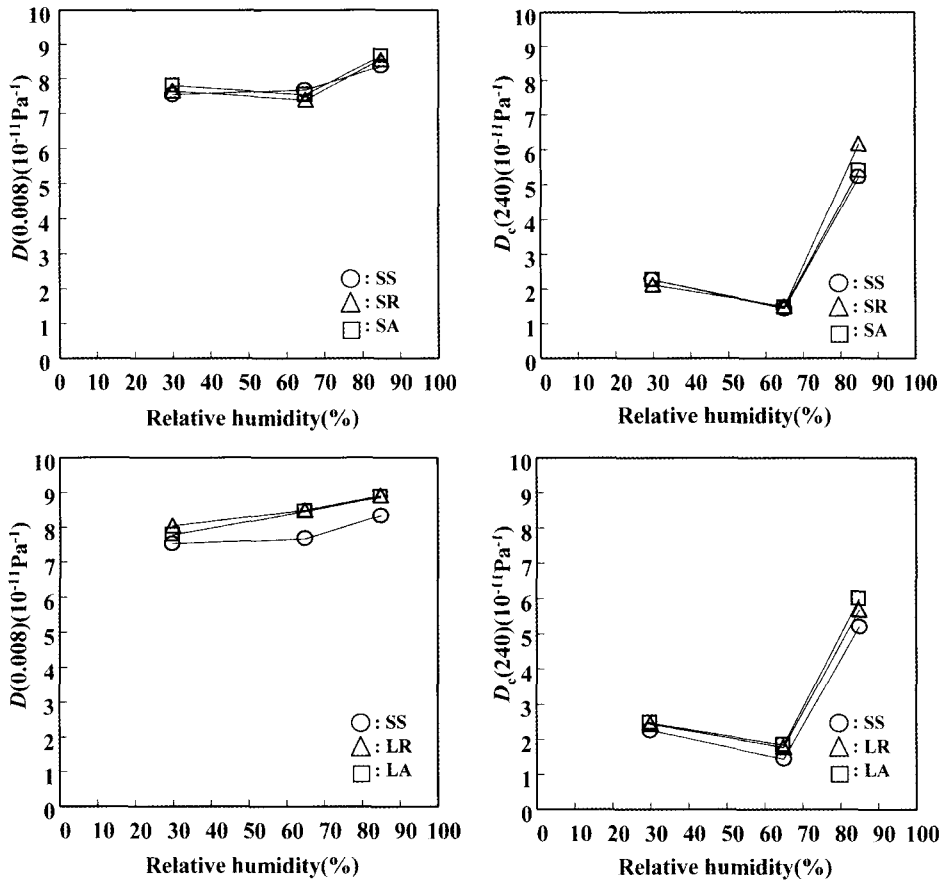 D(0.008)(10⁻¹¹Pa⁻¹)
10
9
8
7
6
5
4
3
2
1
0
○ : SS
△ : SR
□ : SA
0 10 20 30 40 50 60 70 80 90 100
Relative humidity(%)
D_c(240)(10⁻¹¹Pa⁻¹)
10
9
8
7
6
5
4
3
2
1
0
○ : SS
△ : SR
□ : SA
0 10 20 30 40 50 60 70 80 90 100
Relative humidity(%)
D(0.008)(10⁻¹¹Pa⁻¹)
10
9
8
7
6
5
4
3
2
1
0
○ : SS
△ : LR
□ : LA
0 10 20 30 40 50 60 70 80 90 100
Relative humidity(%)
D_c(240)(10⁻¹¹Pa⁻¹)
10
9
8
7
6
5
4
3
2
1
0
○ : SS
△ : LR
□ : LA
0 10 20 30 40 50 60 70 80 90 100
Relative humidity(%)